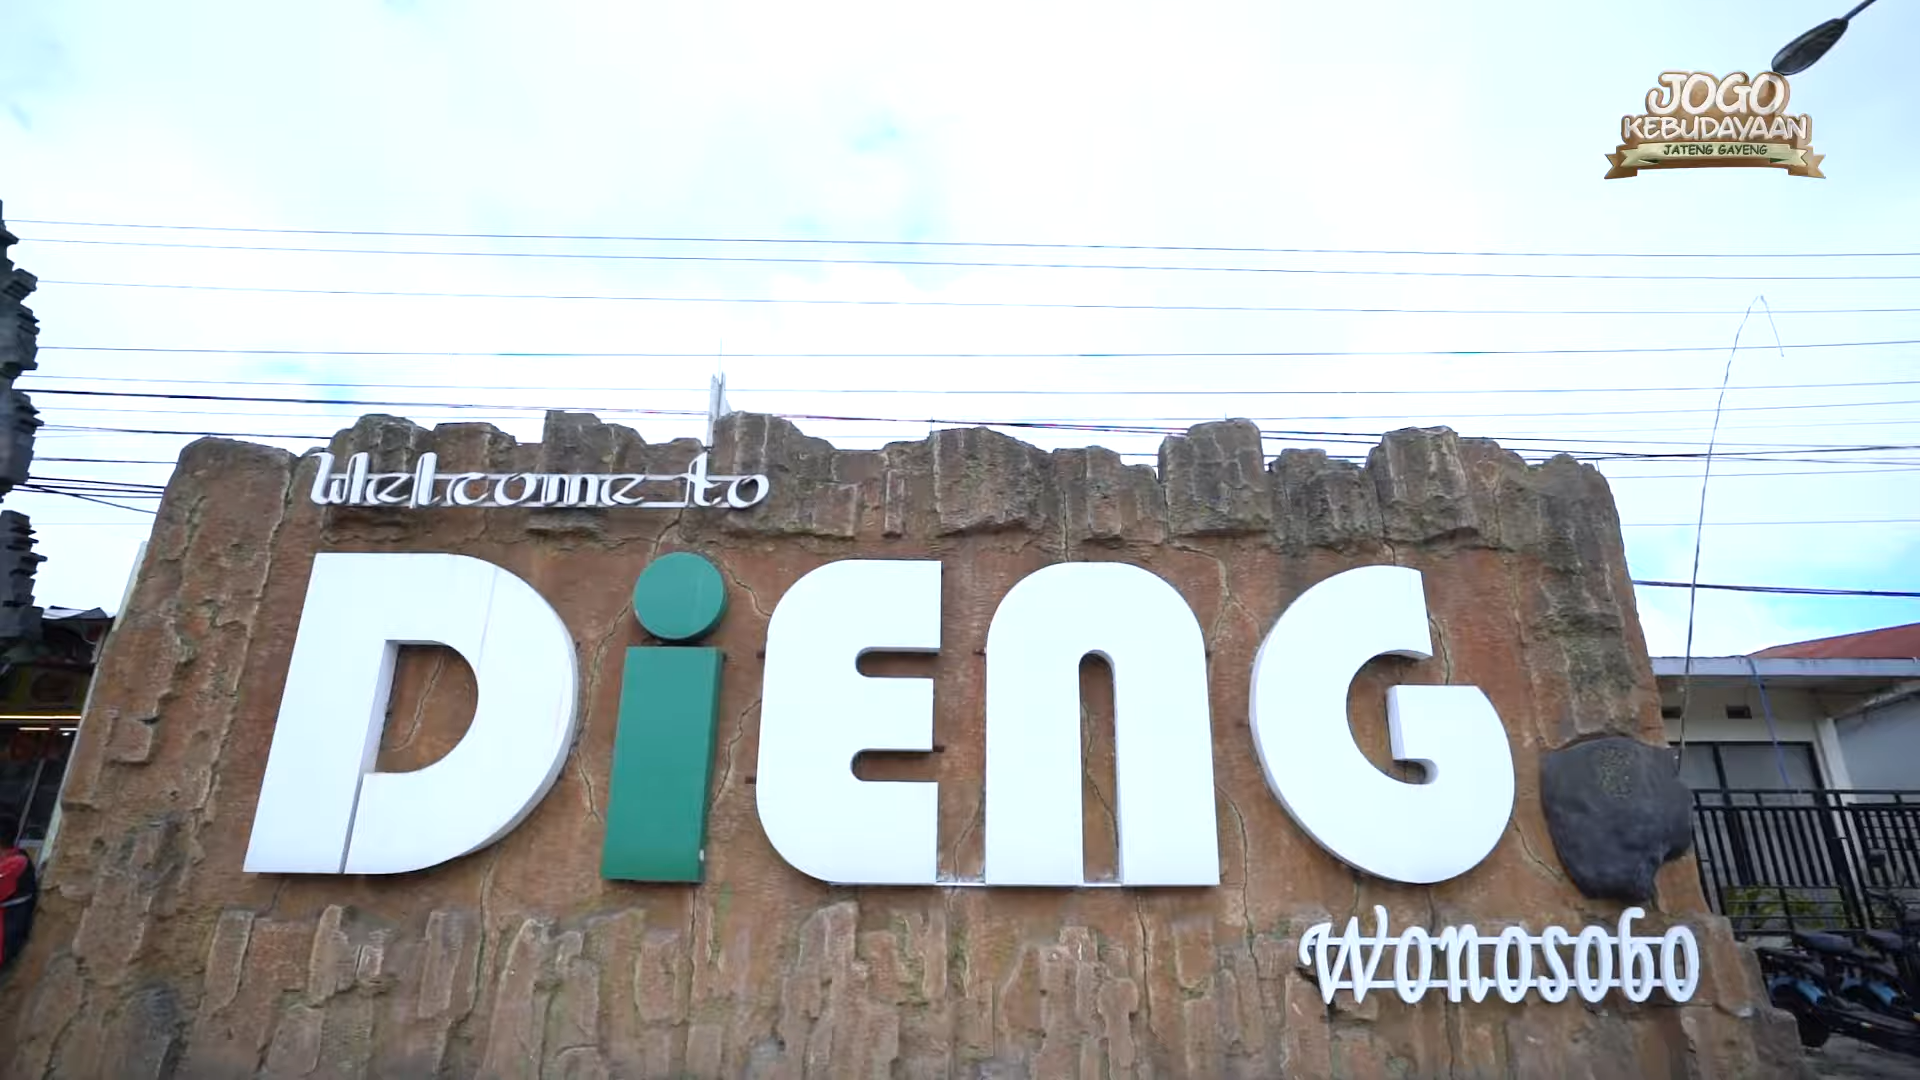 JOGO
KEBUDAYAAN
JATENG GAYENG
Welcome to
DiENG
Wonosobo